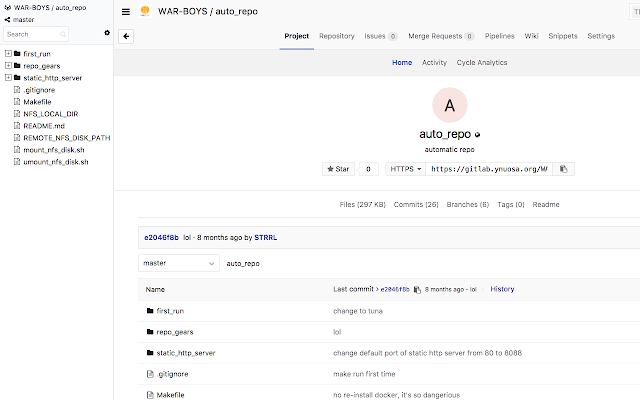 WAR-BOYS / auto_repo
master
Search
first_run
repo_gears
static_http_server
.gitignore
Makefile
NFS_LOCAL_DIR
README.md
REMOTE_NFS_DISK_PATH
mount_nfs_disk.sh
umount_nfs_disk.sh
WAR-BOYS / auto_repo
Project Repository Issues 0 Merge Requests 0 Pipelines Wiki Snippets Settings
Home Activity Cycle Analytics
A
auto_repo
automatic repo
Star 0 HTTPS https://gitlab.ynuosa.org/WA
Files (297 KB) Commits (26) Branches (6) Tags (0) Readme
e2046f8b lol · 8 months ago by STRRL
master auto_repo
Name Last commit > e2046f8b 8 months ago - lol History
first_run change to tuna
repo_gears lol
static_http_server change default port of static http server from 80 to 8088
.gitignore make run first time
Makefile no re-install docker, it's so dangerous